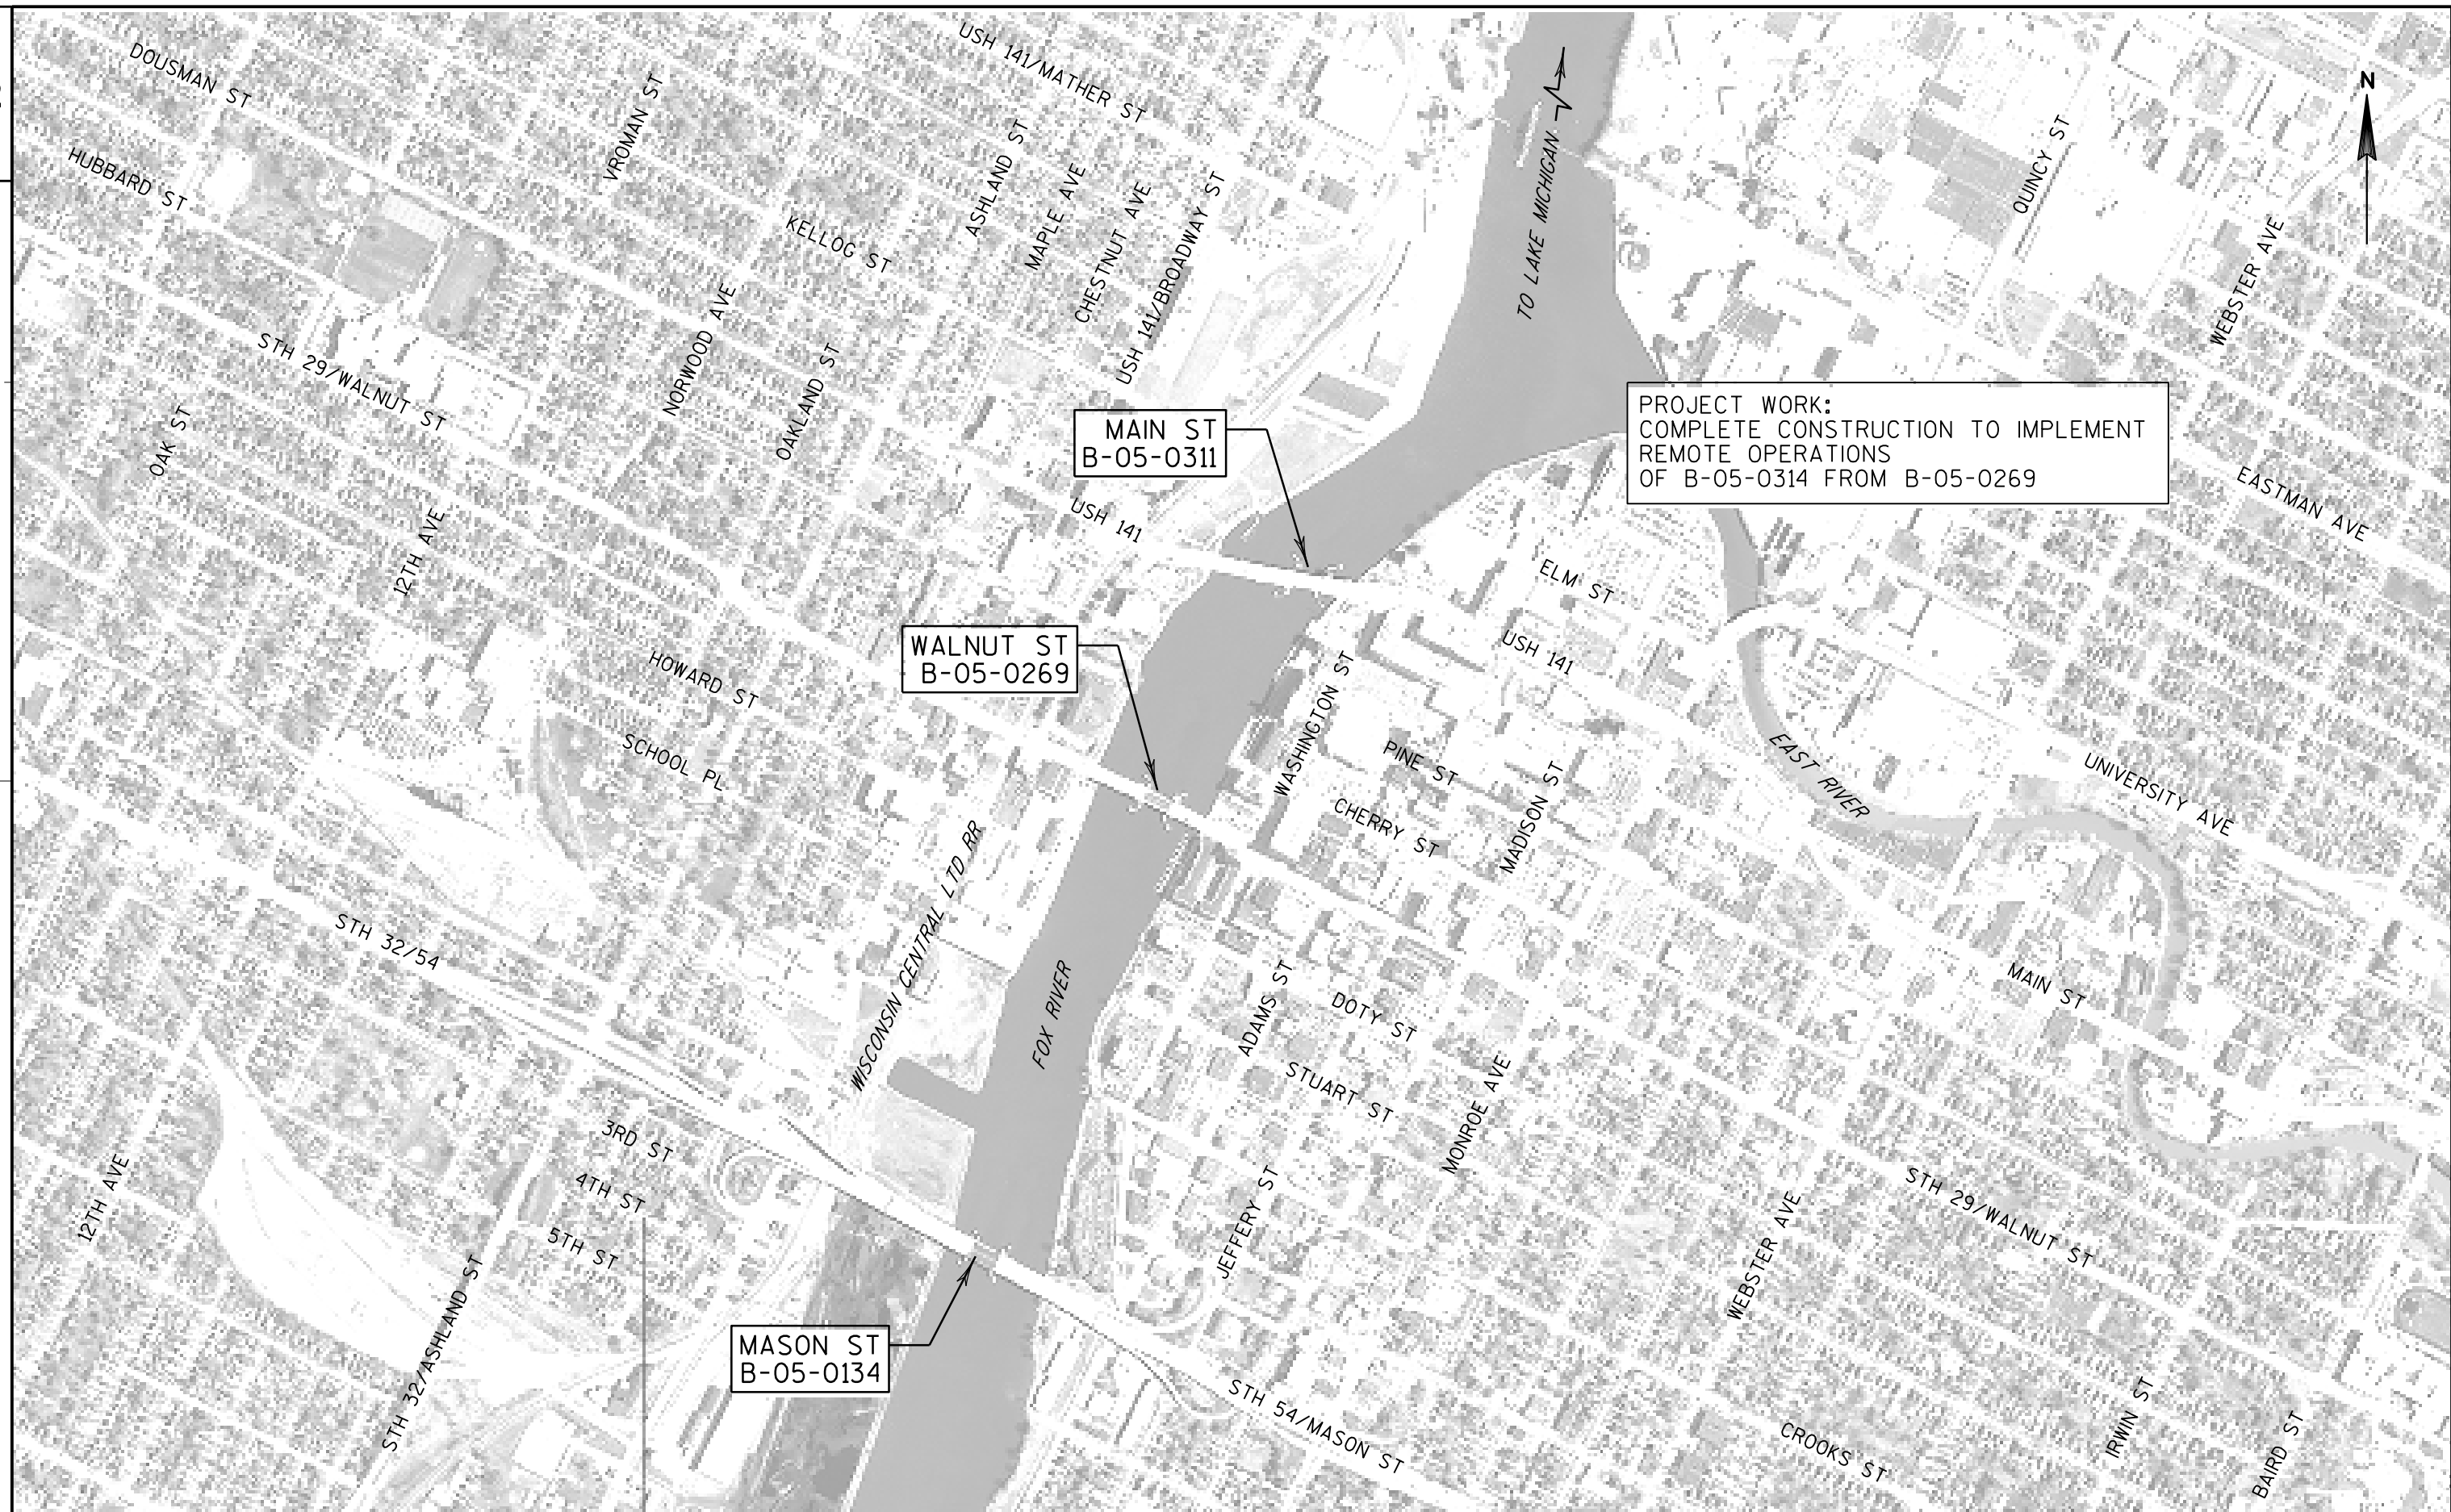 DOUSMAN ST
USH 141/MATHER ST
VROMAN ST
N
HUBBARD ST
ASHLAND ST
MAPLE AVE
CHESTNUT AVE
USH 141/BROADWAY ST
TO LAKE MICHIGAN
QUINCY ST
WEBSTER AVE
KELLOG ST
NORWOOD AVE
OAKLAND ST
STH 29/WALNUT ST
OAK ST
12TH AVE
MAIN ST
B-05-0311
PROJECT WORK:
COMPLETE CONSTRUCTION TO IMPLEMENT
REMOTE OPERATIONS
OF B-05-0314 FROM B-05-0269
EASTMAN AVE
USH 141
ELM ST
USH 141
WALNUT ST
B-05-0269
HOWARD ST
SCHOOL PL
WASHINGTON ST
PINE ST
CHERRY ST
MADISON ST
EAST RIVER
UNIVERSITY AVE
WISCONSIN CENTRAL LTD RR
STH 32/54
FOX RIVER
ADAMS ST
DOTY ST
STUART ST
MONROE AVE
MAIN ST
3RD ST
4TH ST
5TH ST
12TH AVE
STH 32/ASHLAND ST
JEFFERY ST
WEBSTER AVE
STH 29/WALNUT ST
MASON ST
B-05-0134
STH 54/MASON ST
CROOKS ST
IRWIN ST
BAIRD ST